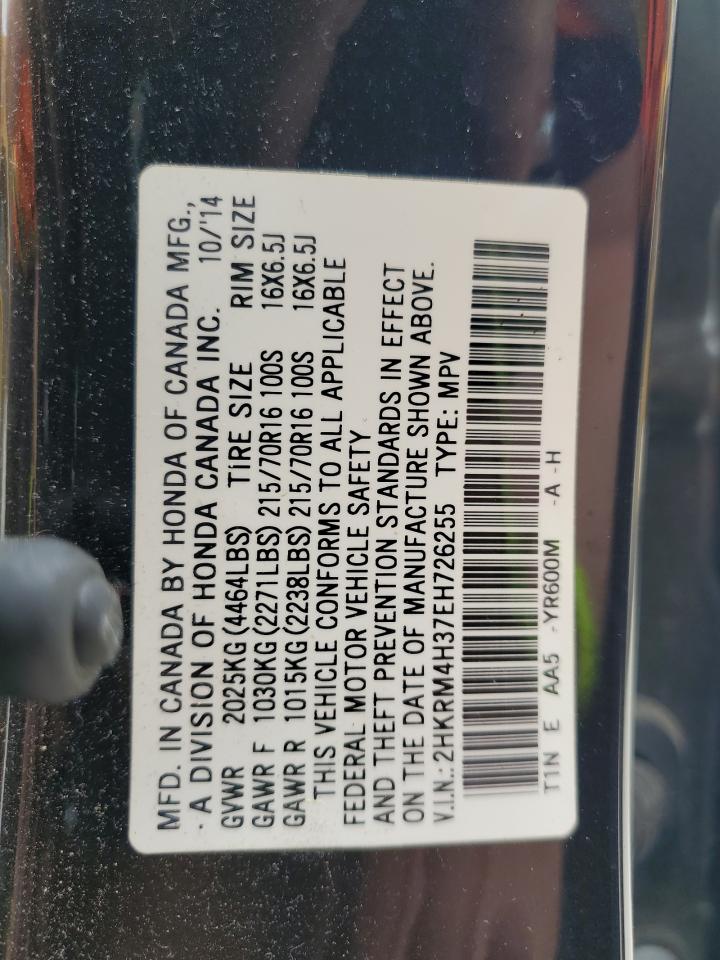 MFD. IN CANADA BY HONDA OF CANADA MFG.,
· A DIVISION OF HONDA CANADA INC. 10/'14
GVWR 2025KG (4464LBS) TIRE SIZE RIM SIZE
GAWR F 1030KG (2271LBS) 215/70R16 100S 16X6.5J
GAWR R 1015KG (2238LBS) 215/70R16 100S 16X6.5J
THIS VEHICLE CONFORMS TO ALL APPLICABLE
FEDERAL MOTOR VEHICLE SAFETY
AND THEFT PREVENTION STANDARDS IN EFFECT
ON THE DATE OF MANUFACTURE SHOWN ABOVE.
V.I.N.: 2HKRM4H37EH726255 TYPE: MPV
T1N E AA5 -YR600M -A -H